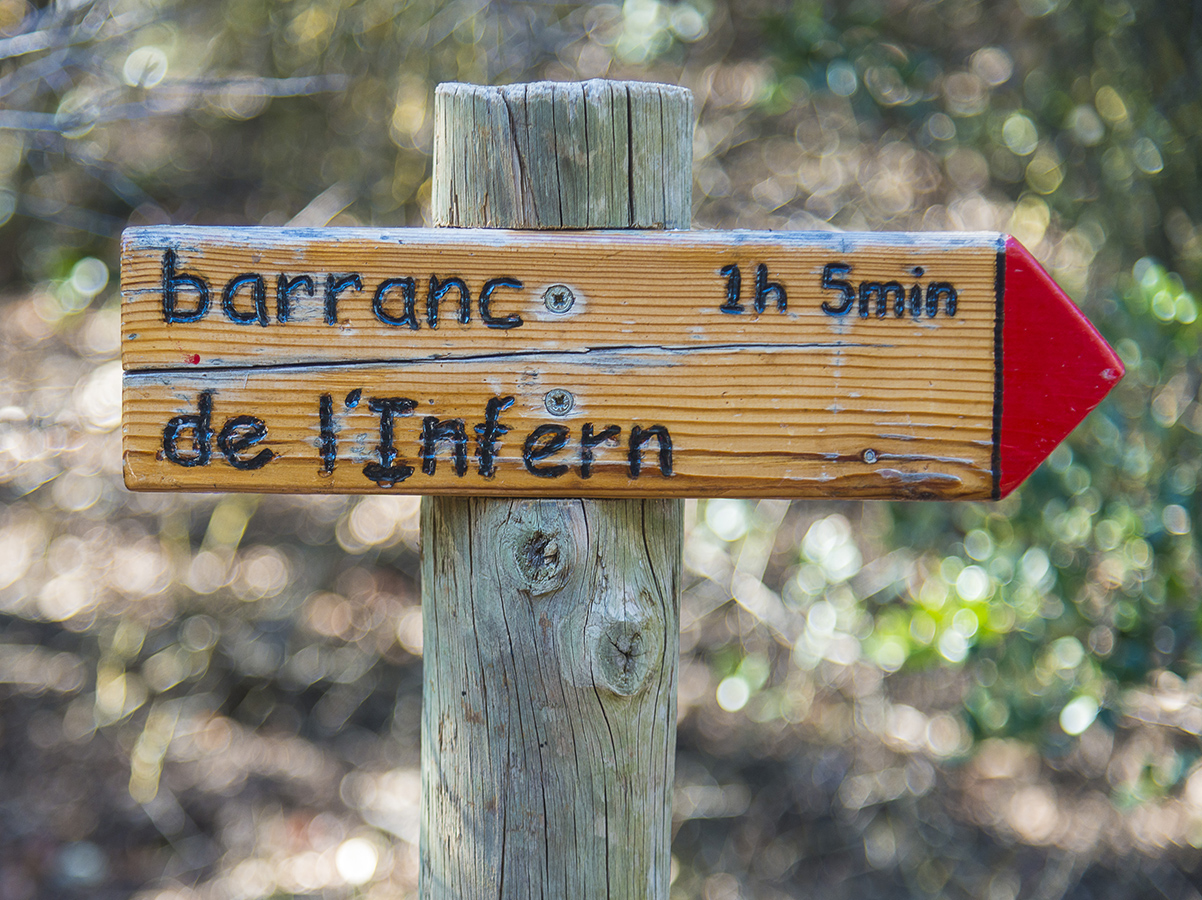 barranc 1h 5min
de l'Infern